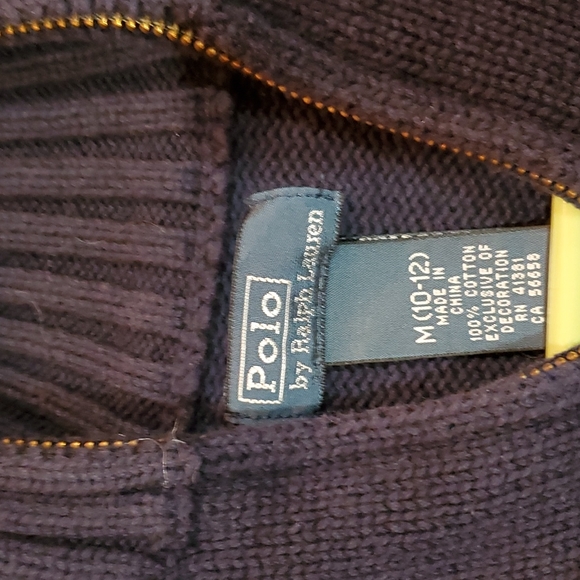 Polo
by Ralph Lauren
M (10-12)
MADE IN
CHINA
100% COTTON
EXCLUSIVE OF
DECORATION
RN 41381
CA 56658